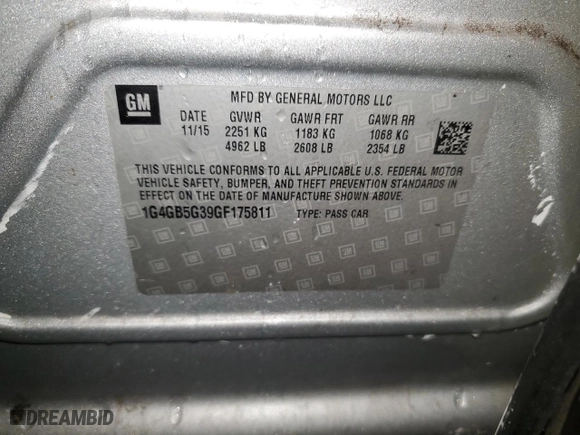 GM
MFD BY GENERAL MOTORS LLC
DATE GVWR GAWR FRT GAWR RR
11/15 2251 KG 1183 KG 1068 KG
4962 LB 2608 LB 2354 LB
THIS VEHICLE CONFORMS TO ALL APPLICABLE U.S. FEDERAL MOTOR
VEHICLE SAFETY, BUMPER, AND THEFT PREVENTION STANDARDS IN
EFFECT ON THE DATE OF MANUFACTURE SHOWN ABOVE.
1G4GB5G39GF175811 TYPE: PASS CAR
DREAMBID